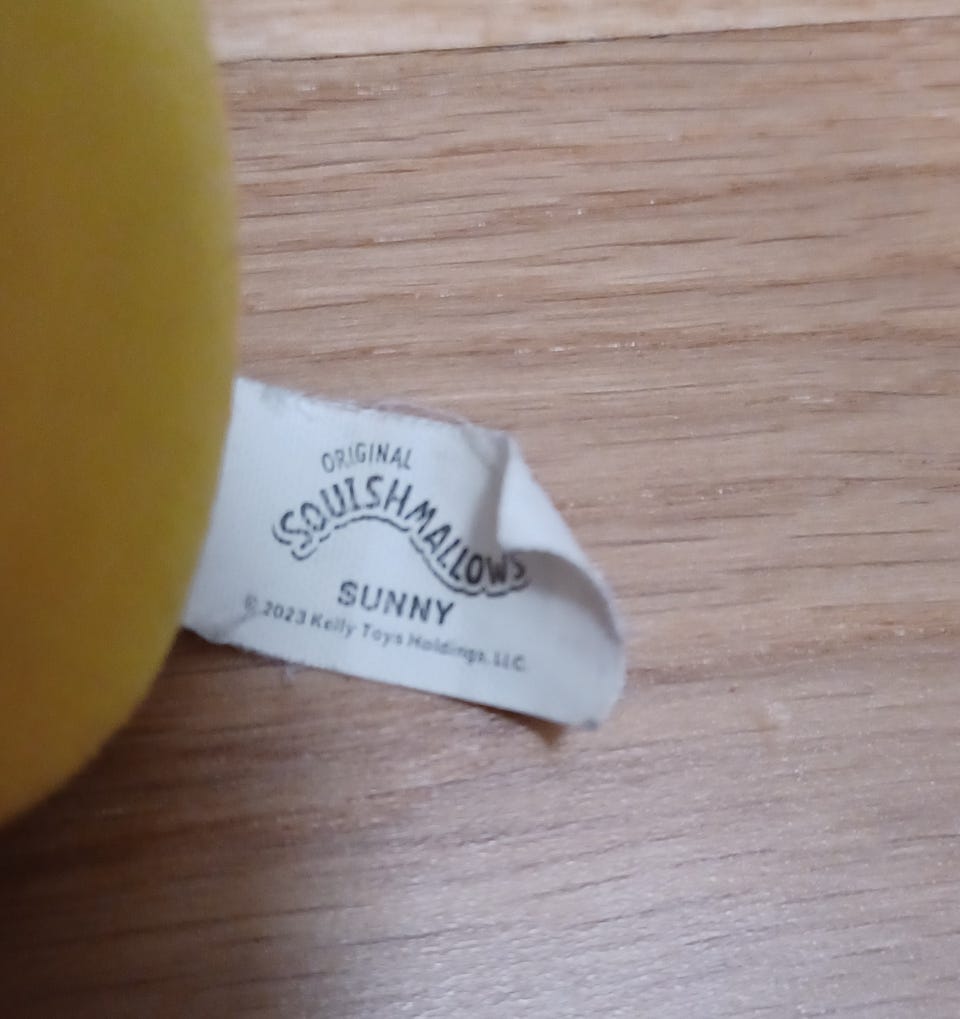 ORIGINAL
SQUISHMALLOWS
SUNNY
© 2023 Kelly Toys Holdings, LLC.